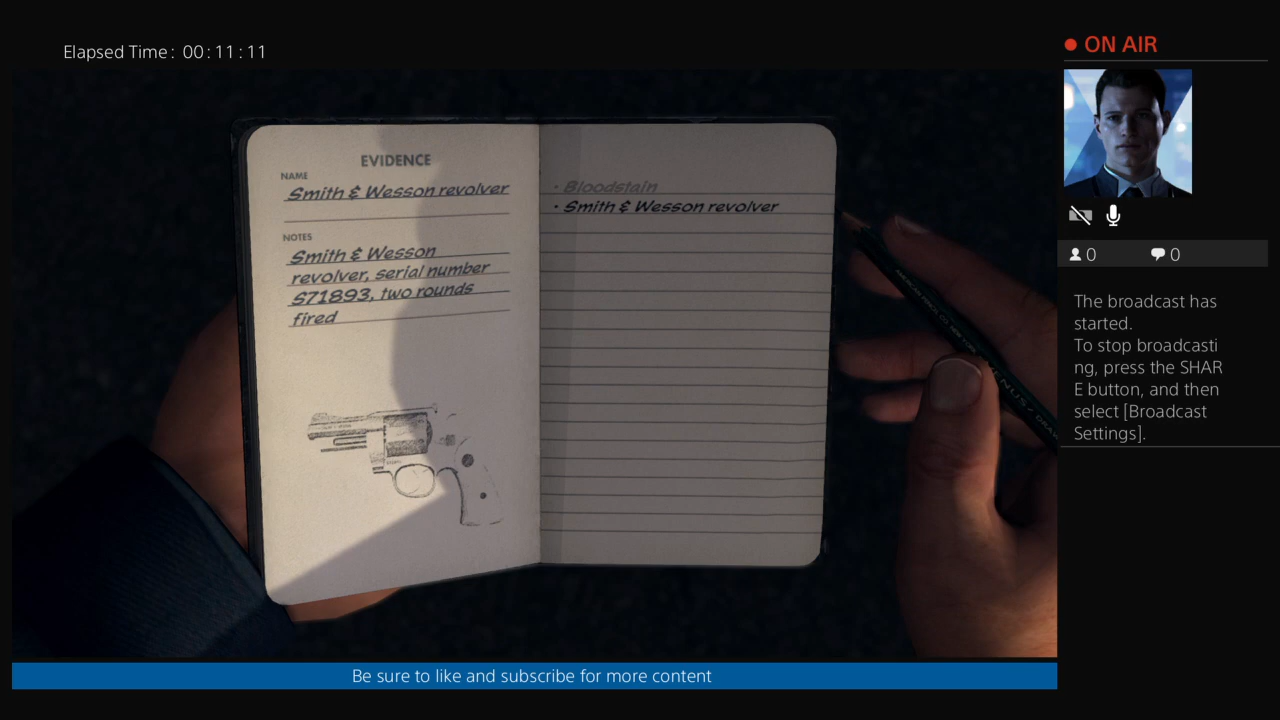 Elapsed Time: 00:11:11
ON AIR
EVIDENCE
NAME
Smith & Wesson revolver
NOTES
Smith & Wesson
revolver, serial number
S71893, two rounds
fired
· Bloodstain
· Smith & Wesson revolver
0
0
The broadcast has
started.
To stop broadcasti
ng, press the SHAR
E button, and then
select [Broadcast
Settings].
Be sure to like and subscribe for more content